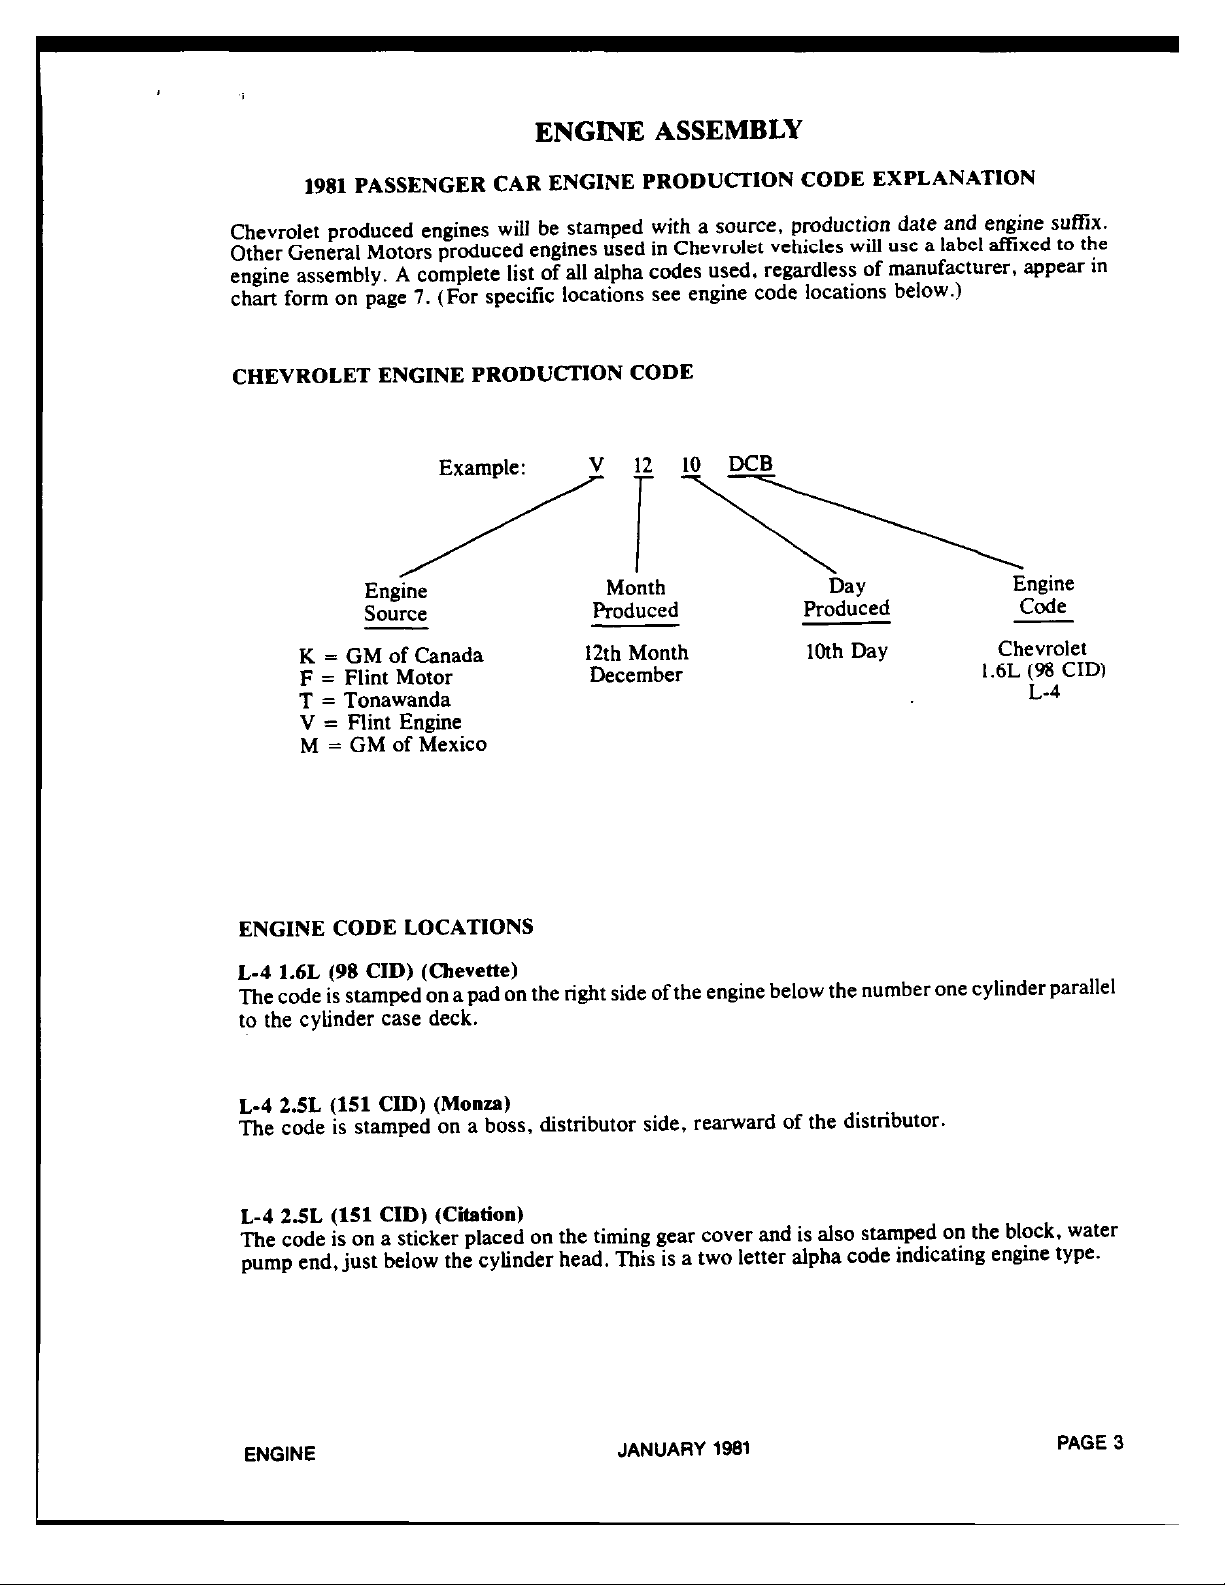 ENGINE ASSEMBLY
1981 PASSENGER CAR ENGINE PRODUCTION CODE EXPLANATION
Chevrolet produced engines will be stamped with a source, production date and engine suffix.
Other General Motors produced engines used in Chevrolet vehicles will use a label affixed to the
engine assembly. A complete list of all alpha codes used, regardless of manufacturer, appear in
chart form on page 7. (For specific locations see engine code locations below.)
CHEVROLET ENGINE PRODUCTION CODE
Example: V 12 10 DCB
Engine Month Day Engine
Source Produced Produced Code
K = GM of Canada 12th Month 10th Day Chevrolet
F = Flint Motor December 1.6L (98 CID)
T = Tonawanda L-4
V = Flint Engine
M = GM of Mexico
ENGINE CODE LOCATIONS
L-4 1.6L (98 CID) (Chevette)
The code is stamped on a pad on the right side of the engine below the number one cylinder parallel
to the cylinder case deck.
L-4 2.5L (151 CID) (Monza)
The code is stamped on a boss, distributor side, rearward of the distributor.
L-4 2.5L (151 CID) (Citation)
The code is on a sticker placed on the timing gear cover and is also stamped on the block, water
pump end, just below the cylinder head. This is a two letter alpha code indicating engine type.
ENGINE JANUARY 1981 PAGE 3